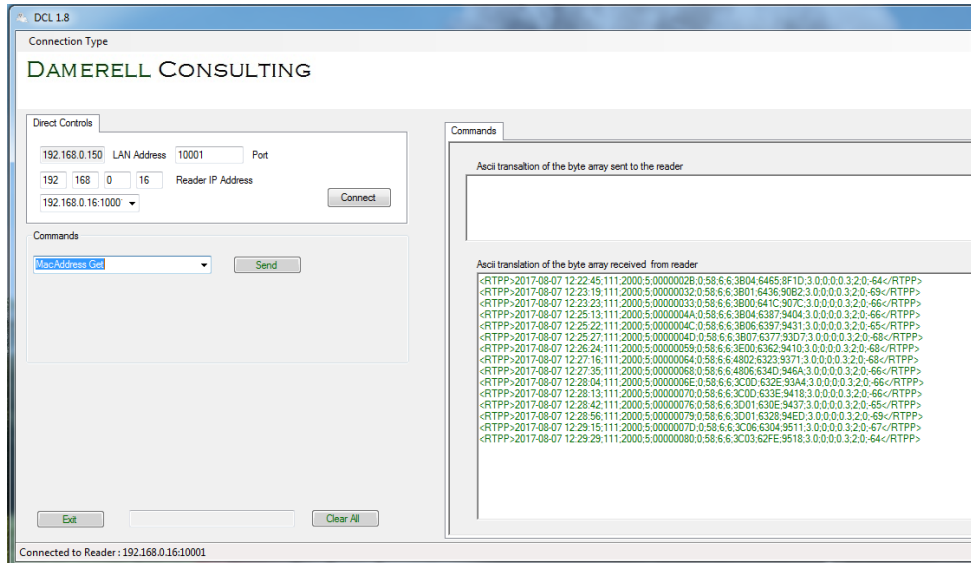 DCL 1.8
Connection Type
DAMERELL CONSULTING
Direct Controls
192.168.0.150 LAN Address 10001 Port
192 168 0 16 Reader IP Address
192.168.0.16:1000
Connect
Commands
MacAddress Get
Send
Exit
Clear All
Commands
Ascii transaltion of the byte array sent to the reader
Ascii translation of the byte array received from reader
<RTPP>2017-08-07 12:22:45;111;2000;5;0000002B;0;58;6;6;3B04;6465;8F1D;3.0;0;0;0.3;2;0;-64</RTPP>
<RTPP>2017-08-07 12:23:19;111;2000;5;00000032;0;58;6;6;3B01;6436;90B2;3.0;0;0;0.3;2;0;-69</RTPP>
<RTPP>2017-08-07 12:23:23;111;2000;5;00000033;0;58;6;6;3B00;641C;907C;3.0;0;0;0.3;2;0;-66</RTPP>
<RTPP>2017-08-07 12:25:13;111;2000;5;0000004A;0;58;6;6;3B04;6387;9404;3.0;0;0;0.3;2;0;-66</RTPP>
<RTPP>2017-08-07 12:25:22;111;2000;5;0000004C;0;58;6;6;3B06;6397;9431;3.0;0;0;0.3;2;0;-65</RTPP>
<RTPP>2017-08-07 12:25:27;111;2000;5;0000004D;0;58;6;6;3B07;6377;93D7;3.0;0;0;0.3;2;0;-68</RTPP>
<RTPP>2017-08-07 12:26:24;111;2000;5;00000059;0;58;6;6;3E00;6362;9410;3.0;0;0;0.3;2;0;-68</RTPP>
<RTPP>2017-08-07 12:27:16;111;2000;5;00000064;0;58;6;6;4802;6323;9371;3.0;0;0;0.3;2;0;-68</RTPP>
<RTPP>2017-08-07 12:27:35;111;2000;5;00000068;0;58;6;6;4806;634D;946A;3.0;0;0;0.3;2;0;-66</RTPP>
<RTPP>2017-08-07 12:28:04;111;2000;5;0000006E;0;58;6;6;3C0D;632E;93A4;3.0;0;0;0.3;2;0;-66</RTPP>
<RTPP>2017-08-07 12:28:13;111;2000;5;00000070;0;58;6;6;3C0D;633E;9418;3.0;0;0;0.3;2;0;-66</RTPP>
<RTPP>2017-08-07 12:28:42;111;2000;5;00000076;0;58;6;6;3D01;630E;9437;3.0;0;0;0.3;2;0;-65</RTPP>
<RTPP>2017-08-07 12:28:56;111;2000;5;00000079;0;58;6;6;3D01;6328;94ED;3.0;0;0;0.3;2;0;-69</RTPP>
<RTPP>2017-08-07 12:29:15;111;2000;5;0000007D;0;58;6;6;3C06;6304;9511;3.0;0;0;0.3;2;0;-67</RTPP>
<RTPP>2017-08-07 12:29:29;111;2000;5;00000080;0;58;6;6;3C03;62FE;9518;3.0;0;0;0.3;2;0;-64</RTPP>
Connected to Reader : 192.168.0.16:10001